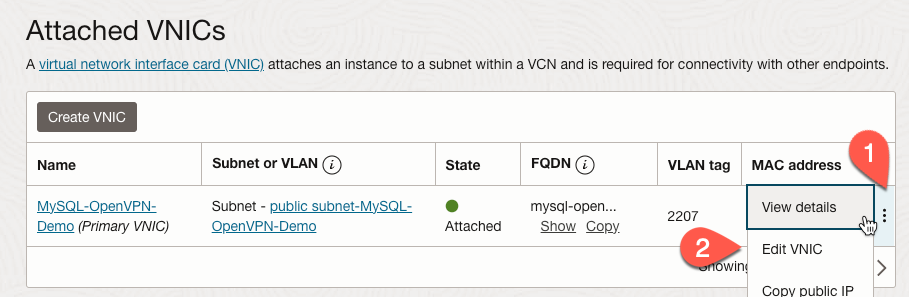 Attached VNICs
A virtual network interface card (VNIC) attaches an instance to a subnet within a VCN and is required for connectivity with other endpoints.
Create VNIC
Name Subnet or VLAN i State FQDN i VLAN tag MAC address 1
MySQL-OpenVPN-
Demo (Primary VNIC)
Subnet - public subnet-MySQL-
OpenVPN-Demo
Attached
mysql-open...
Show Copy
2207
View details
2
Edit VNIC
Showing
Copy public IP